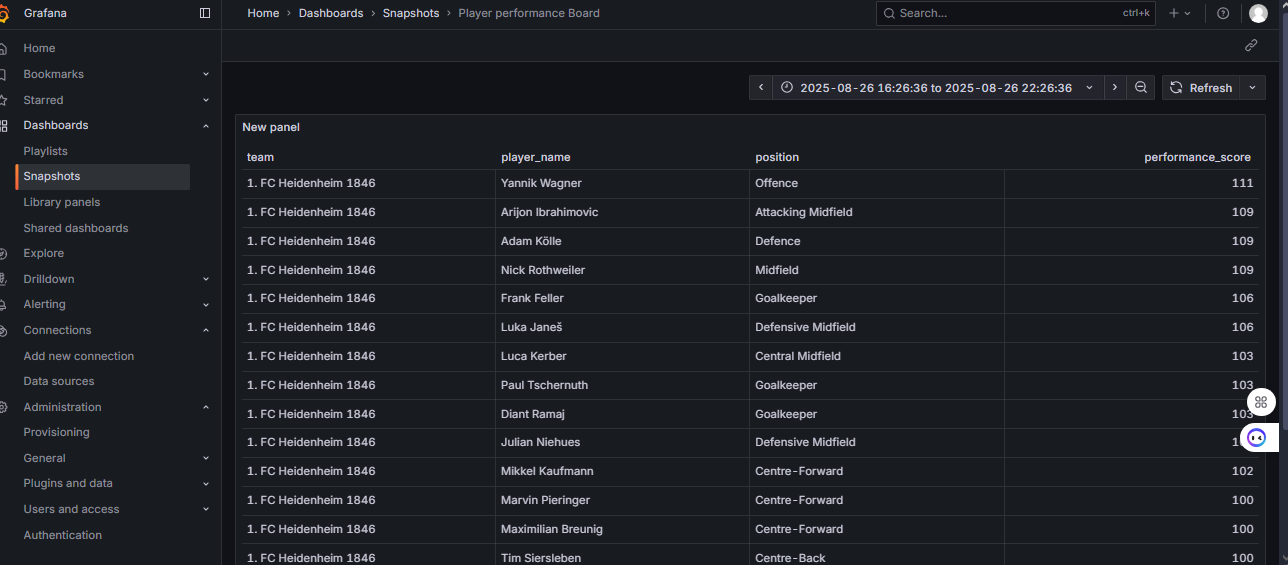 Grafana
Home › Dashboards › Snapshots › Player performance Board
Search...
ctrl+k
Home
Bookmarks
Starred
Dashboards
Playlists
Snapshots
Library panels
Shared dashboards
Explore
Drilldown
Alerting
Connections
Add new connection
Data sources
Administration
Provisioning
General
Plugins and data
Users and access
Authentication
2025-08-26 16:26:36 to 2025-08-26 22:26:36
Refresh
New panel
team player_name position performance_score
1. FC Heidenheim 1846 Yannik Wagner Offence 111
1. FC Heidenheim 1846 Arijon Ibrahimovic Attacking Midfield 109
1. FC Heidenheim 1846 Adam Kölle Defence 109
1. FC Heidenheim 1846 Nick Rothweiler Midfield 109
1. FC Heidenheim 1846 Frank Feller Goalkeeper 106
1. FC Heidenheim 1846 Luka Janeš Defensive Midfield 106
1. FC Heidenheim 1846 Luca Kerber Central Midfield 103
1. FC Heidenheim 1846 Paul Tschernuth Goalkeeper 103
1. FC Heidenheim 1846 Diant Ramaj Goalkeeper 103
1. FC Heidenheim 1846 Julian Niehues Defensive Midfield
1. FC Heidenheim 1846 Mikkel Kaufmann Centre-Forward 102
1. FC Heidenheim 1846 Marvin Pieringer Centre-Forward 100
1. FC Heidenheim 1846 Maximilian Breunig Centre-Forward 100
1. FC Heidenheim 1846 Tim Siersleben Centre-Back 100